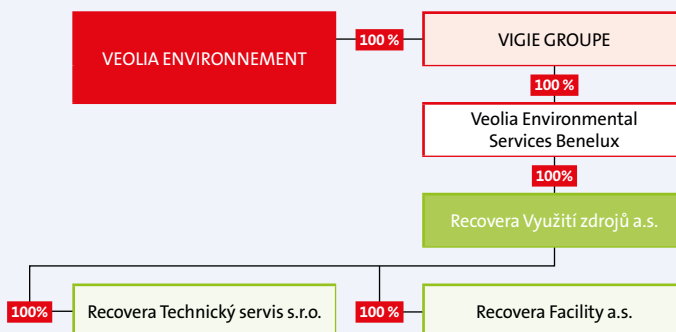 VEOLIA ENVIRONNEMENT
100 %
VIGIE GROUPE
100 %
Veolia Environmental
Services Benelux
100%
Recovera Využití zdrojů a.s.
100%
Recovera Technický servis s.r.o.
100 %
Recovera Facility a.s.